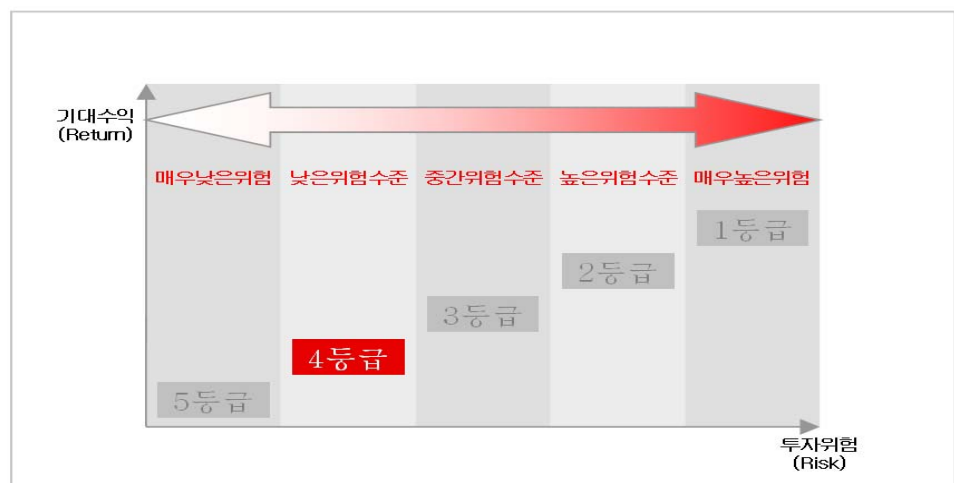 기대수익
(Return)
매우낮은위험 낮은위험수준 중간위험수준 높은위험수준 매우높은위험
1등급
2등급
3등급
4등급
5등급
투자위험
(Risk)